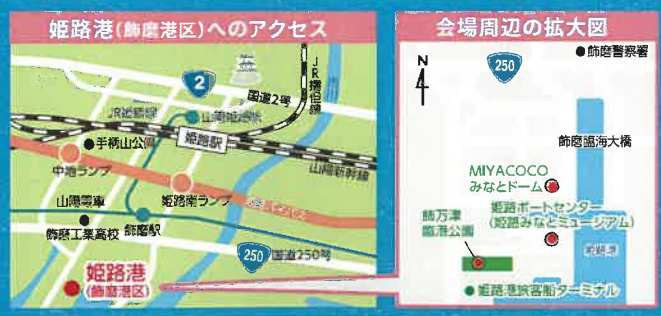 姫路港(飾磨港区)へのアクセス
2
国道2号
JR播但線
JR姫新線
山陽姫路駅
姫路駅
手柄山公園
山陽新幹線
中地ランプ
姫路南ランプ
山陽電車
飾磨工業高校
飾磨駅
250
国道250号
姫路港
(飾磨港区)
会場周辺の拡大図
N
250
飾磨警察署
飾磨臨海大橋
MIYACOCO
みなとドーム
姫路ポートセンター
(姫路みなとミュージアム)
飾万津
臨港公園
姫路港
姫路港旅客船ターミナル